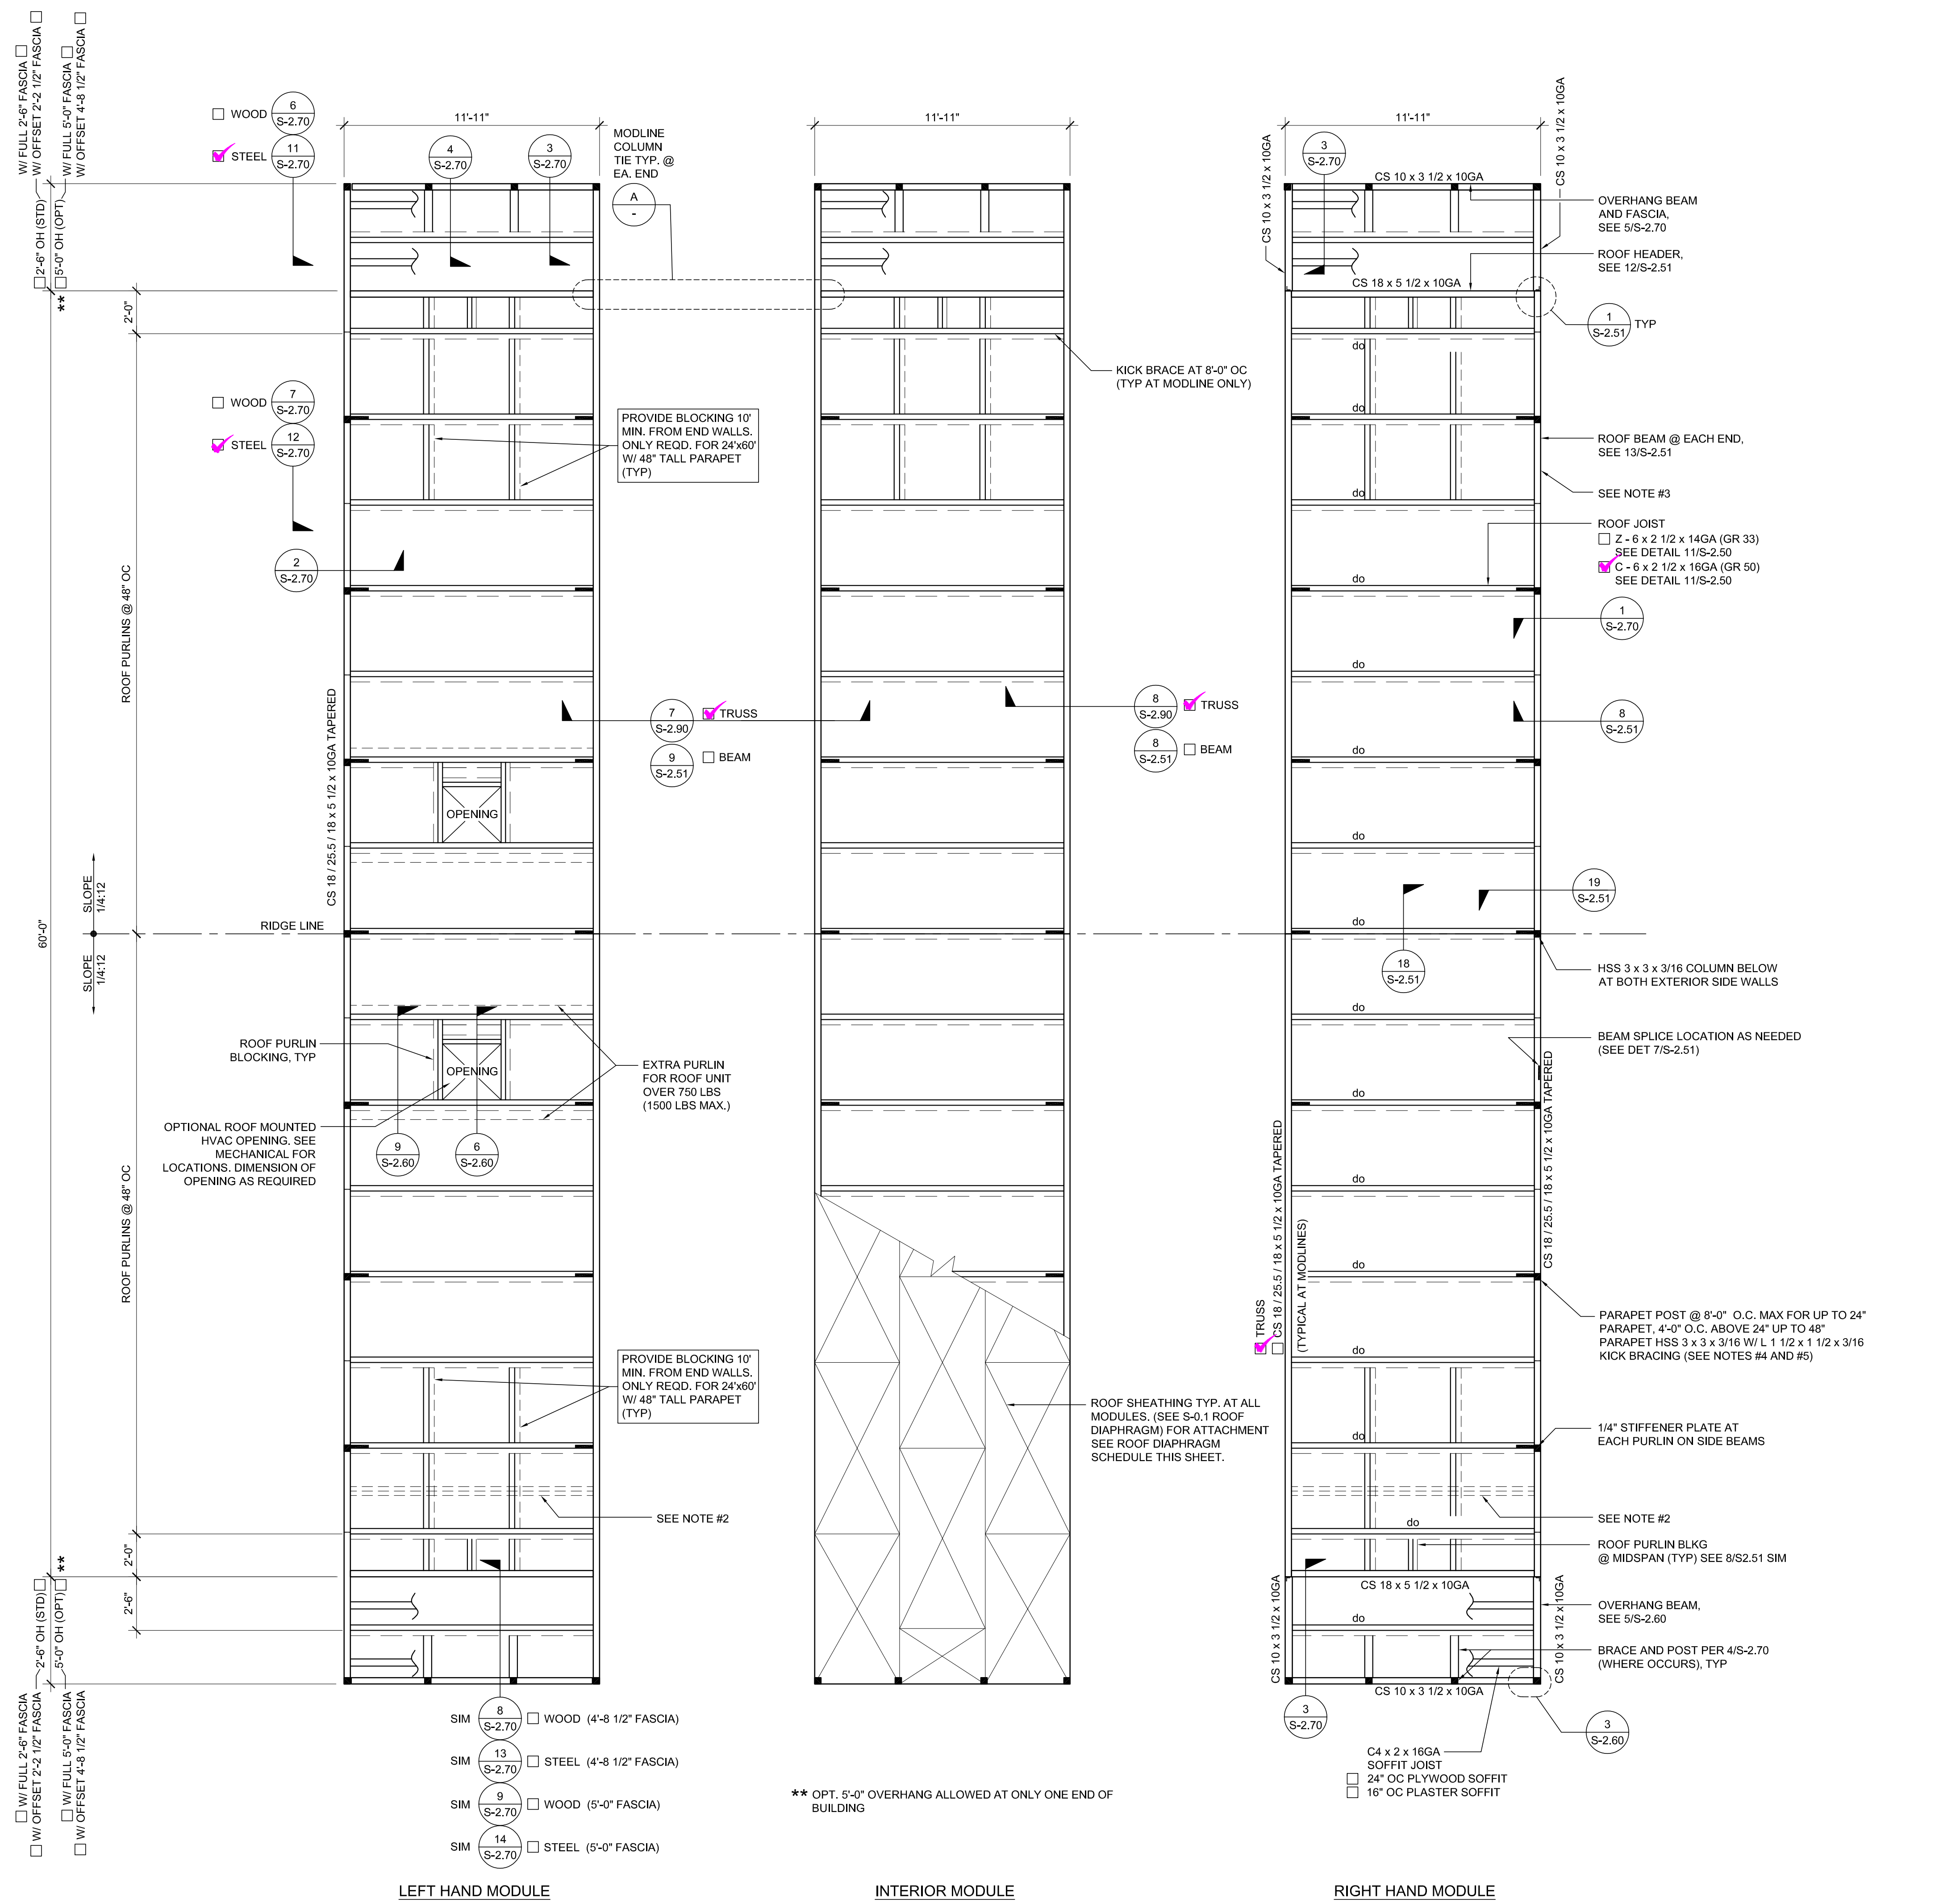 ☐ W/ FULL 2'-6" FASCIA
W/ OFFSET 2'-2 1/2" FASCIA ☐
W/ FULL 5'-0" FASCIA ☐
W/ OFFSET 4'-8 1/2" FASCIA ☐
☐ 2'-6" OH (STD)
☐ 5'-0" OH (OPT)
**
2'-0"
ROOF PURLINS @ 48" OC
60'-0"
SLOPE
1/4:12
SLOPE
1/4:12
ROOF PURLINS @ 48" OC
2'-0"
2'-6"
**
2'-6" OH (STD) ☐
5'-0" OH (OPT) ☐
☐ W/ FULL 2'-6" FASCIA
☐ W/ OFFSET 2'-2 1/2" FASCIA
☐ W/ FULL 5'-0" FASCIA
☐ W/ OFFSET 4'-8 1/2" FASCIA
☐ WOOD
6
S-2.70
STEEL
11
S-2.70
11'-11"
4
S-2.70
3
S-2.70
MODLINE
COLUMN
TIE TYP. @
EA. END
A
-
☐ WOOD
7
S-2.70
STEEL
12
S-2.70
2
S-2.70
PROVIDE BLOCKING 10'
MIN. FROM END WALLS.
ONLY REQD. FOR 24'x60'
W/ 48" TALL PARAPET
(TYP)
CS 18 / 25.5 / 18 x 5 1/2 x 10GA TAPERED
7
S-2.90
TRUSS
9
S-2.51
☐ BEAM
OPENING
RIDGE LINE
ROOF PURLIN
BLOCKING, TYP
OPENING
EXTRA PURLIN
FOR ROOF UNIT
OVER 750 LBS
(1500 LBS MAX.)
OPTIONAL ROOF MOUNTED
HVAC OPENING. SEE
MECHANICAL FOR
LOCATIONS. DIMENSION OF
OPENING AS REQUIRED
9
S-2.60
6
S-2.60
PROVIDE BLOCKING 10'
MIN. FROM END WALLS.
ONLY REQD. FOR 24'x60'
W/ 48" TALL PARAPET
(TYP)
SEE NOTE #2
SIM
8
S-2.70
☐ WOOD (4'-8 1/2" FASCIA)
SIM
13
S-2.70
☐ STEEL (4'-8 1/2" FASCIA)
SIM
9
S-2.70
☐ WOOD (5'-0" FASCIA)
SIM
14
S-2.70
☐ STEEL (5'-0" FASCIA)
LEFT HAND MODULE
11'-11"
KICK BRACE AT 8'-0" OC
(TYP AT MODLINE ONLY)
8
S-2.90
TRUSS
8
S-2.51
☐ BEAM
ROOF SHEATHING TYP. AT ALL
MODULES. (SEE S-0.1 ROOF
DIAPHRAGM) FOR ATTACHMENT
SEE ROOF DIAPHRAGM
SCHEDULE THIS SHEET.
** OPT. 5'-0" OVERHANG ALLOWED AT ONLY ONE END OF
BUILDING
INTERIOR MODULE
11'-11"
3
S-2.70
CS 10 x 3 1/2 x 10GA
CS 10 x 3 1/2 x 10GA
CS 10 x 3 1/2 x 10GA
OVERHANG BEAM
AND FASCIA,
SEE 5/S-2.70
ROOF HEADER,
SEE 12/S-2.51
CS 18 x 5 1/2 x 10GA
1
S-2.51
TYP
do
do
ROOF BEAM @ EACH END,
SEE 13/S-2.51
do
SEE NOTE #3
ROOF JOIST
☐ Z - 6 x 2 1/2 x 14GA (GR 33)
SEE DETAIL 11/S-2.50
C - 6 x 2 1/2 x 16GA (GR 50)
SEE DETAIL 11/S-2.50
do
1
S-2.70
do
8
S-2.51
do
do
19
S-2.51
do
18
S-2.51
HSS 3 x 3 x 3/16 COLUMN BELOW
AT BOTH EXTERIOR SIDE WALLS
do
BEAM SPLICE LOCATION AS NEEDED
(SEE DET 7/S-2.51)
do
CS 18 / 25.5 / 18 x 5 1/2 x 10GA TAPERED
do
do
TRUSS
☐ CS 18 / 25.5 / 18 x 5 1/2 x 10GA TAPERED
(TYPICAL AT MODLINES)
PARAPET POST @ 8'-0" O.C. MAX FOR UP TO 24"
PARAPET, 4'-0" O.C. ABOVE 24" UP TO 48"
PARAPET HSS 3 x 3 x 3/16 W/ L 1 1/2 x 1 1/2 x 3/16
KICK BRACING (SEE NOTES #4 AND #5)
do
1/4" STIFFENER PLATE AT
EACH PURLIN ON SIDE BEAMS
do
SEE NOTE #2
do
ROOF PURLIN BLKG
@ MIDSPAN (TYP) SEE 8/S2.51 SIM
CS 18 x 5 1/2 x 10GA
CS 10 x 3 1/2 x 10GA
CS 10 x 3 1/2 x 10GA
OVERHANG BEAM,
SEE 5/S-2.60
do
BRACE AND POST PER 4/S-2.70
(WHERE OCCURS), TYP
CS 10 x 3 1/2 x 10GA
3
S-2.70
3
S-2.60
C4 x 2 x 16GA
SOFFIT JOIST
☐ 24" OC PLYWOOD SOFFIT
☐ 16" OC PLASTER SOFFIT
RIGHT HAND MODULE